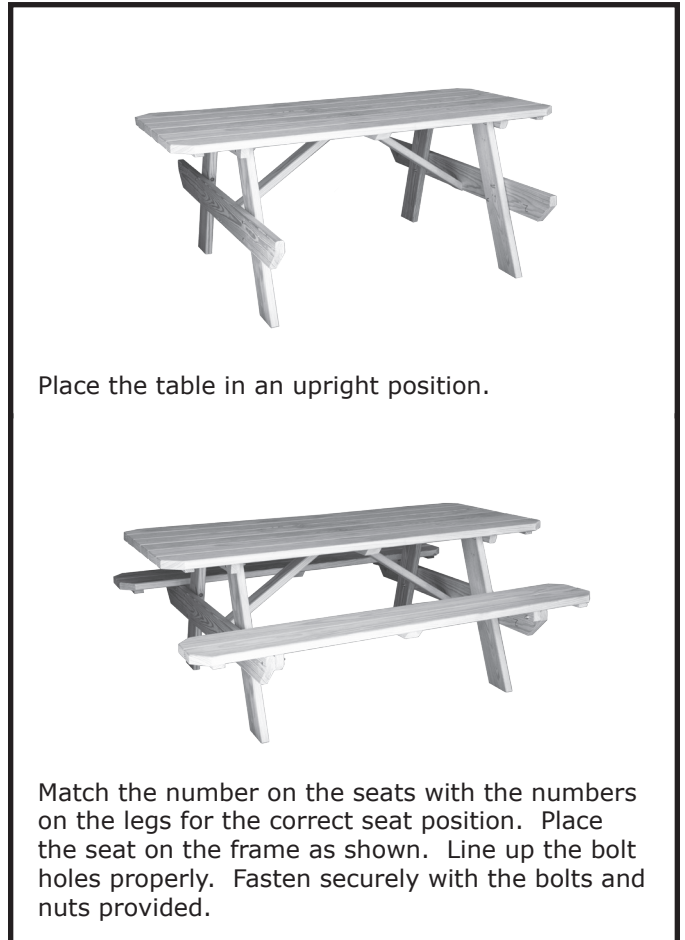 Place the table in an upright position.
Match the number on the seats with the numbers
on the legs for the correct seat position.  Place
the seat on the frame as shown.  Line up the bolt
holes properly.  Fasten securely with the bolts and
nuts provided.